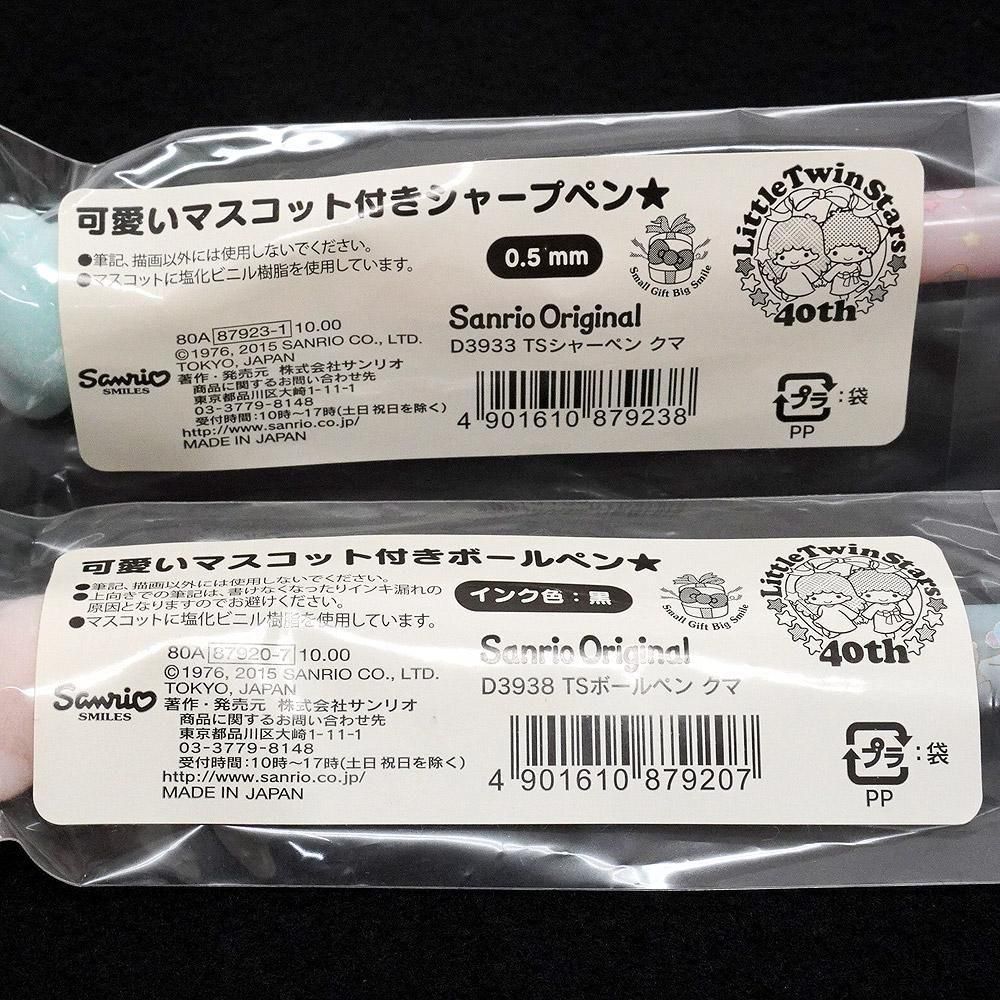 可愛いマスコット付きシャープペン★
●筆記、描画以外には使用しないでください。
●マスコットに塩化ビニル樹脂を使用しています。
0.5 mm
Small Gift Big Smile
LittleTwinStars
40th
80A 87923-1 10.00
©1976, 2015 SANRIO CO., LTD.
TOKYO, JAPAN
Sanrio
SMILES
著作・発売元 株式会社サンリオ
商品に関するお問い合わせ先
東京都品川区大崎1-11-1
03-3779-8148
受付時間:10時〜17時(土日祝日を除く)
http://www.sanrio.co.jp/
MADE IN JAPAN
Sanrio Original
D3933 TSシャーペン クマ
4 901610 879238
プラ :袋
PP
可愛いマスコット付きボールペン★
●筆記、描画以外には使用しないでください。
●上向きでの筆記は、書けなくなったりインキ漏れの
原因となりますのでお避けください。
●マスコットに塩化ビニル樹脂を使用しています。
インク色:黒
Small Gift Big Smile
LittleTwinStars
40th
80A 87920-7 10.00
©1976, 2015 SANRIO CO., LTD.
TOKYO, JAPAN
Sanrio
SMILES
著作・発売元 株式会社サンリオ
商品に関するお問い合わせ先
東京都品川区大崎1-11-1
03-3779-8148
受付時間:10時〜17時(土日祝日を除く)
http://www.sanrio.co.jp/
MADE IN JAPAN
Sanrio Original
D3938 TSボールペン クマ
4 901610 879207
プラ :袋
PP